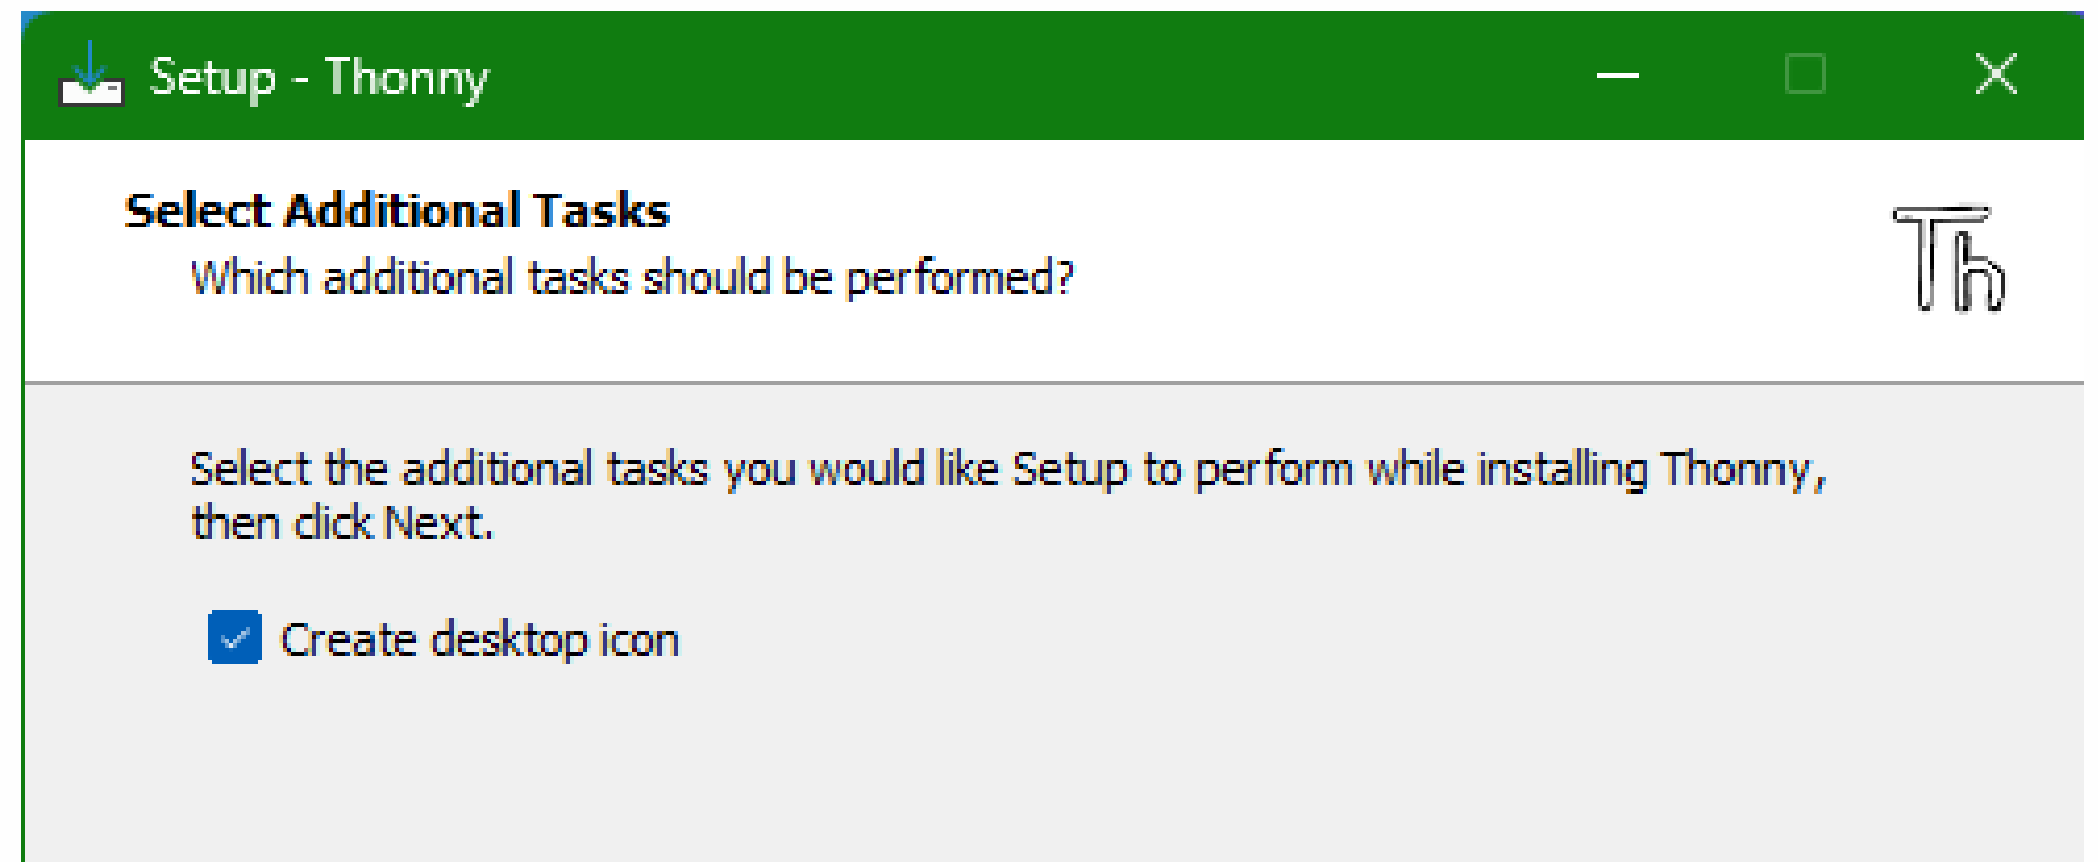 Setup - Thonny
Select Additional Tasks
Which additional tasks should be performed?
Th
Select the additional tasks you would like Setup to perform while installing Thonny,
then click Next.
Create desktop icon